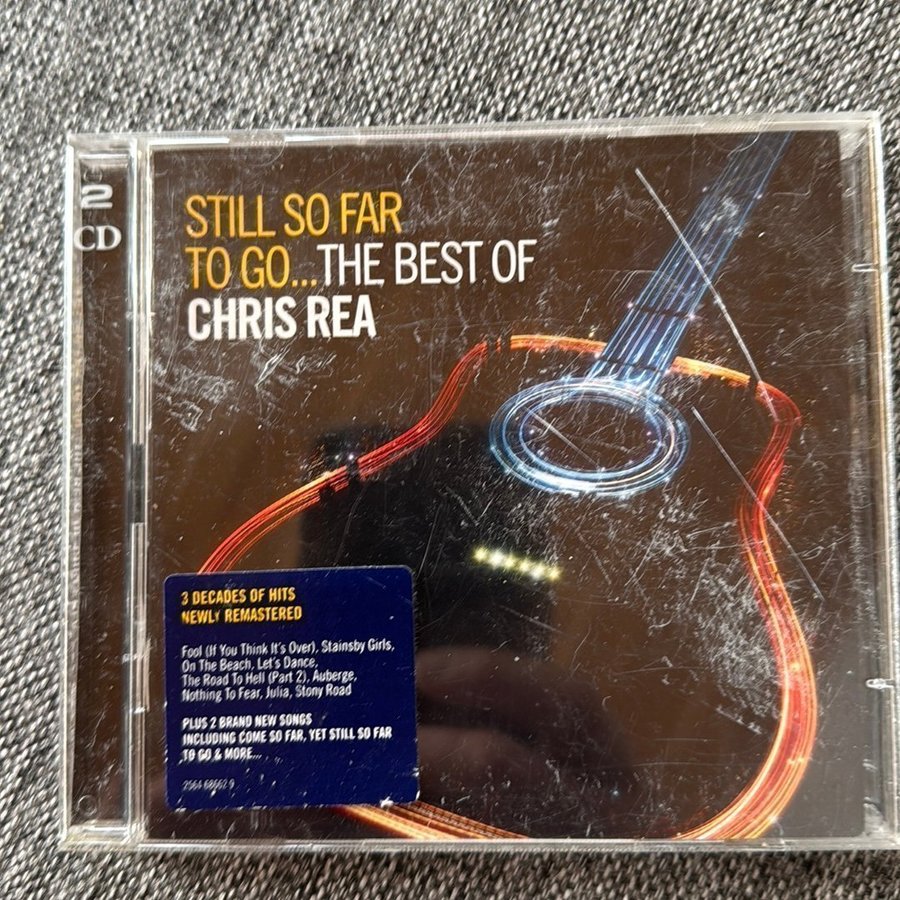 2
CD
STILL SO FAR
TO GO...THE BEST OF
CHRIS REA
3 DECADES OF HITS
NEWLY REMASTERED
Fool (If You Think It's Over), Stainsby Girls,
On The Beach, Let's Dance,
The Road To Hell (Part 2), Auberge,
Nothing To Fear, Julia, Stony Road
PLUS 2 BRAND NEW SONGS
INCLUDING COME SO FAR, YET STILL SO FAR
TO GO & MORE...
2564 68662 9